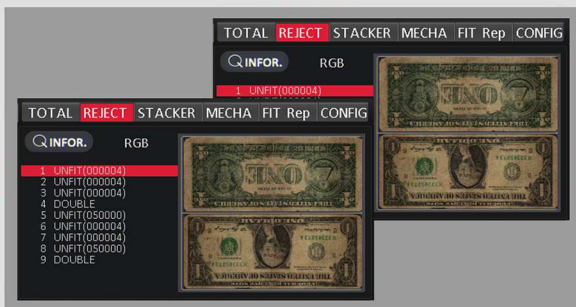 TOTAL REJECT STACKER MECHA FIT Rep CONFIG
INFOR. RGB
1 UNFIT(000004)
TOTAL REJECT STACKER MECHA FIT Rep CONFIG
INFOR. RGB
1 UNFIT(000004)
2 UNFIT(000004)
3 UNFIT(000004)
4 DOUBLE
5 UNFIT(050000)
6 UNFIT(000004)
7 UNFIT(000004)
8 UNFIT(050000)
9 DOUBLE
ONE
ONE